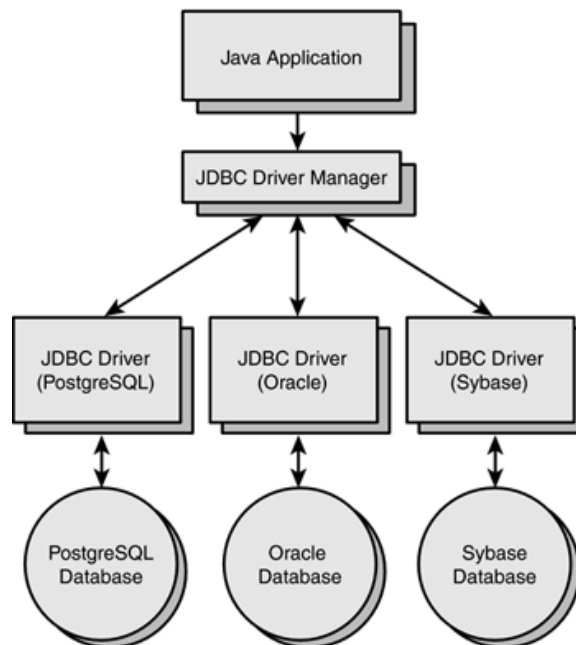 Java Application
JDBC Driver Manager
JDBC Driver
(PostgreSQL)
JDBC Driver
(Oracle)
JDBC Driver
(Sybase)
PostgreSQL
Database
Oracle
Database
Sybase
Database